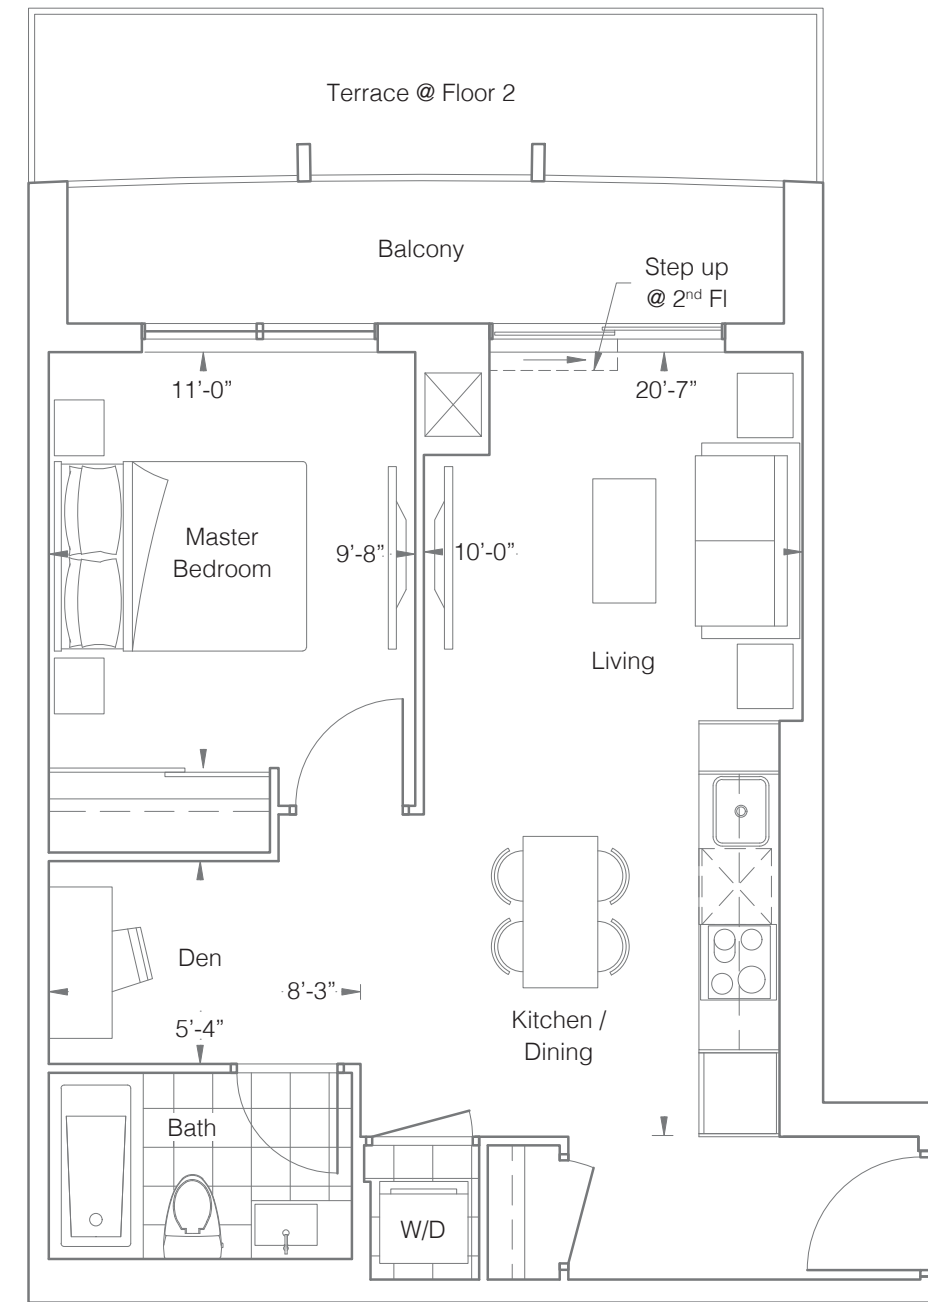 Terrace @ Floor 2
Balcony
Step up
@ 2nd Fl
11’-0”
20’-7”
Master
Bedroom
9’-8”
10’-0”
Living
Den
8’-3”
5’-4”
Kitchen /
Dining
Bath
W/D